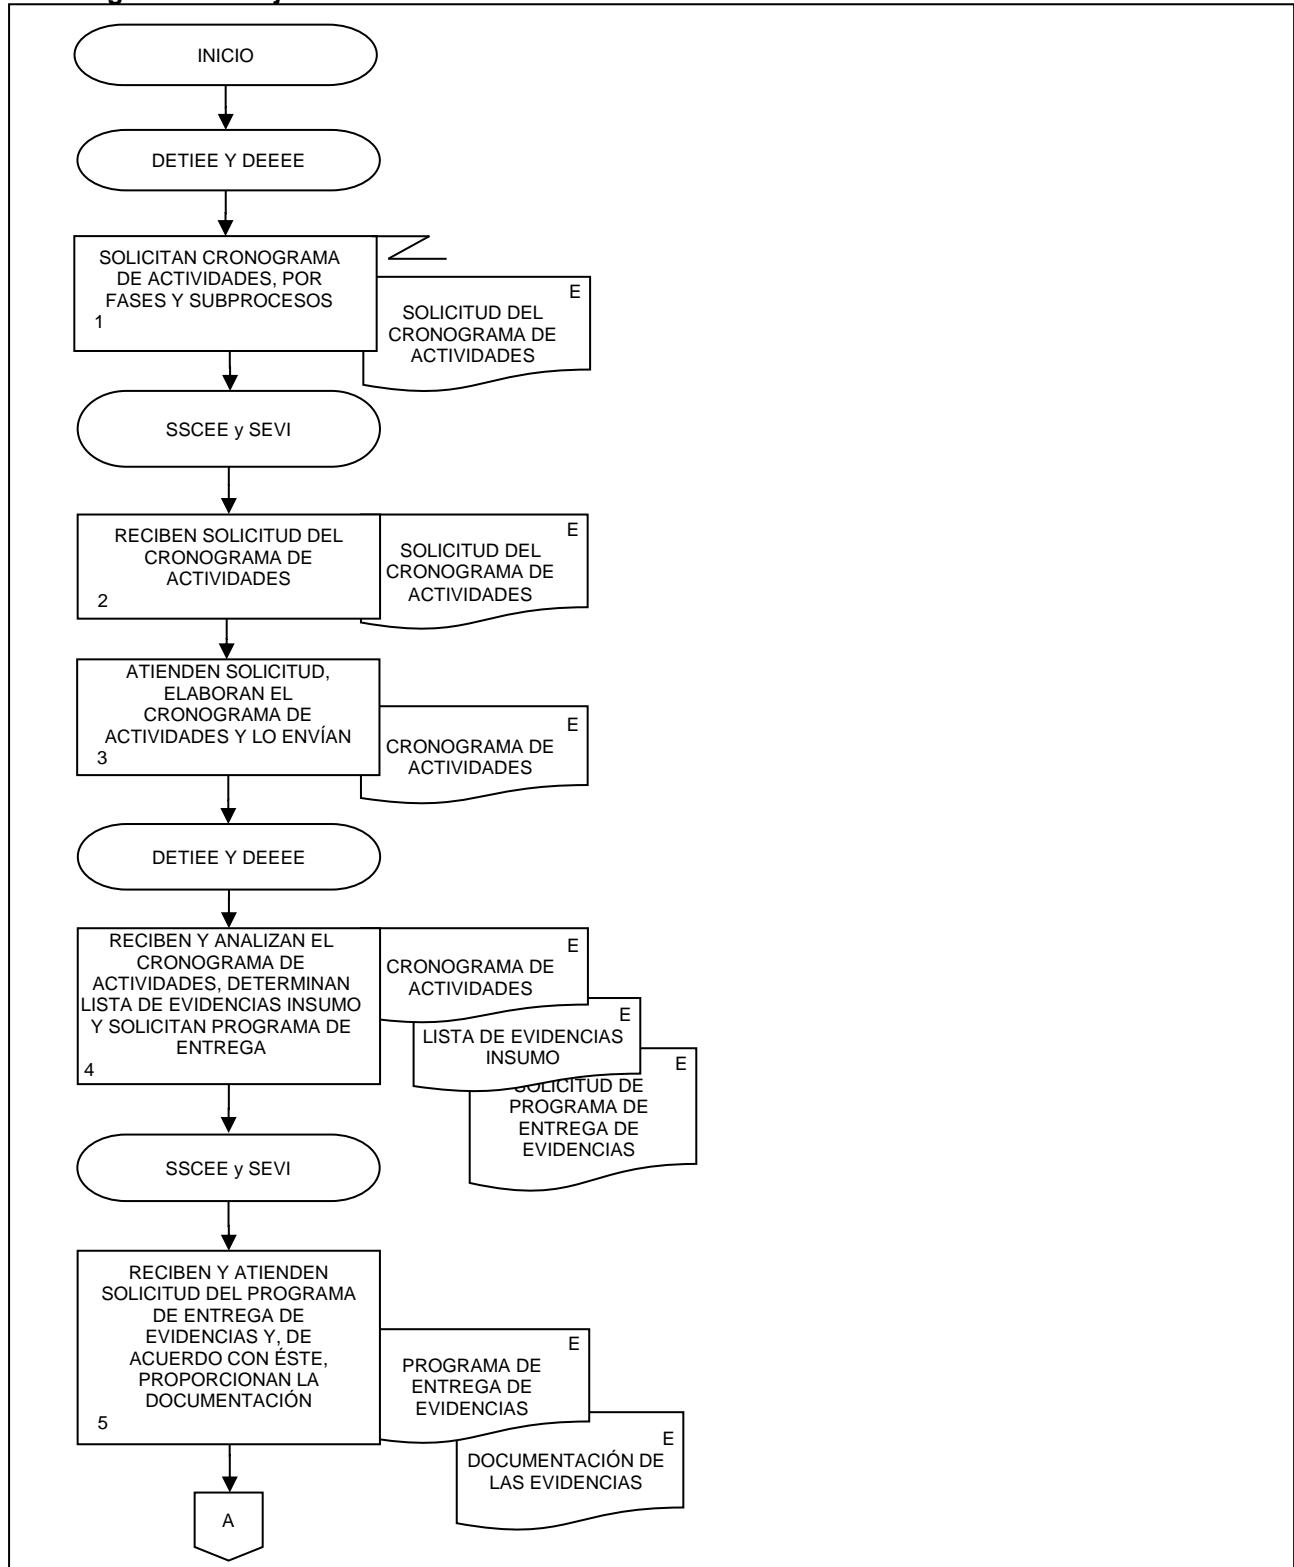 INICIO
DETIEE Y DEEEE
SOLICITAN CRONOGRAMA
DE ACTIVIDADES, POR
FASES Y SUBPROCESOS
1
E
SOLICITUD DEL
CRONOGRAMA DE
ACTIVIDADES
SSCEE y SEVI
RECIBEN SOLICITUD DEL
CRONOGRAMA DE
ACTIVIDADES
2
E
SOLICITUD DEL
CRONOGRAMA DE
ACTIVIDADES
ATIENDEN SOLICITUD,
ELABORAN EL
CRONOGRAMA DE
ACTIVIDADES Y LO ENVÍAN
3
E
CRONOGRAMA DE
ACTIVIDADES
DETIEE Y DEEEE
RECIBEN Y ANALIZAN EL
CRONOGRAMA DE
ACTIVIDADES, DETERMINAN
LISTA DE EVIDENCIAS INSUMO
Y SOLICITAN PROGRAMA DE
ENTREGA
4
E
CRONOGRAMA DE
ACTIVIDADES
E
LISTA DE EVIDENCIAS
INSUMO
E
SOLICITUD DE
PROGRAMA DE
ENTREGA DE
EVIDENCIAS
SSCEE y SEVI
RECIBEN Y ATIENDEN
SOLICITUD DEL PROGRAMA
DE ENTREGA DE
EVIDENCIAS Y, DE
ACUERDO CON ÉSTE,
PROPORCIONAN LA
DOCUMENTACIÓN
5
E
PROGRAMA DE
ENTREGA DE
EVIDENCIAS
E
DOCUMENTACIÓN DE
LAS EVIDENCIAS
A